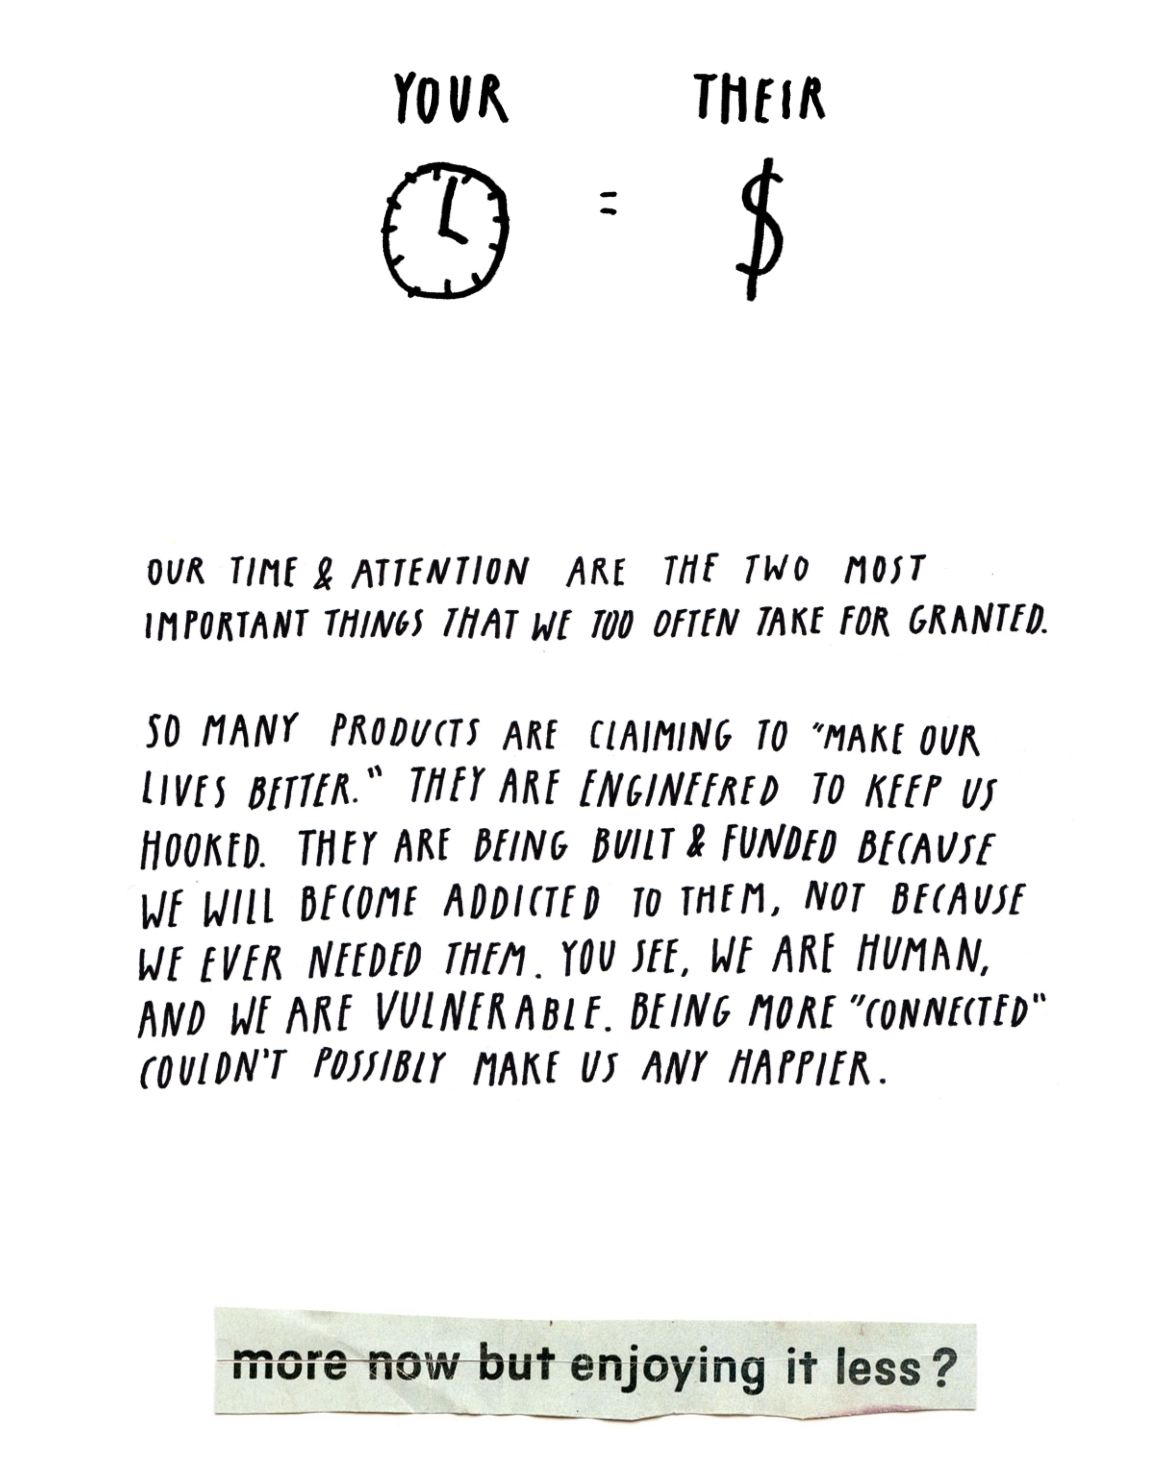 YOUR THEIR
= $
OUR TIME & ATTENTION ARE THE TWO MOST
IMPORTANT THINGS THAT WE TOO OFTEN TAKE FOR GRANTED.
SO MANY PRODUCTS ARE CLAIMING TO "MAKE OUR
LIVES BETTER." THEY ARE ENGINEERED TO KEEP US
HOOKED. THEY ARE BEING BUILT & FUNDED BECAUSE
WE WILL BECOME ADDICTED TO THEM, NOT BECAUSE
WE EVER NEEDED THEM. YOU SEE, WE ARE HUMAN,
AND WE ARE VULNERABLE. BEING MORE "CONNECTED"
COULDN'T POSSIBLY MAKE US ANY HAPPIER.
more now but enjoying it less?